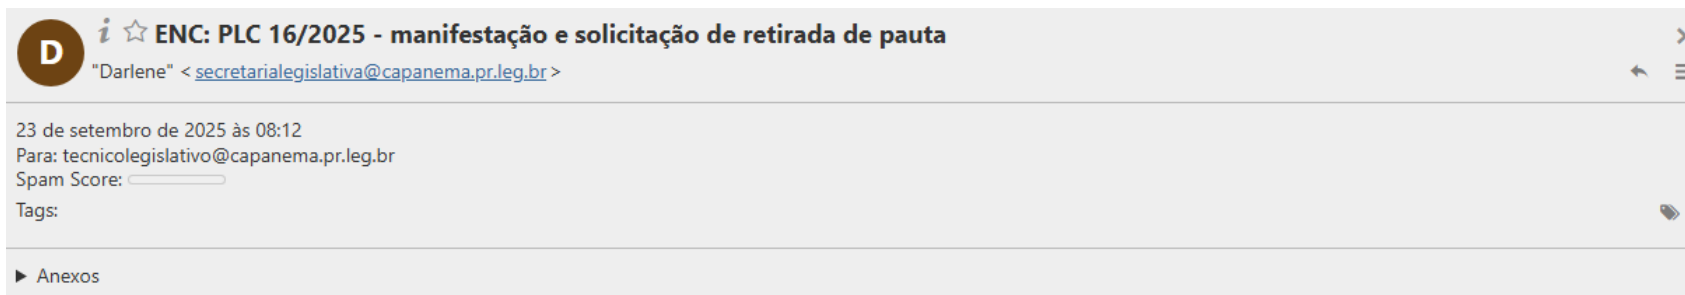 D
ENC: PLC 16/2025 - manifestação e solicitação de retirada de pauta
"Darlene" < secretarialegislativa@capanema.pr.leg.br >
23 de setembro de 2025 às 08:12
Para: tecnicolegislativo@capanema.pr.leg.br
Spam Score:
Tags:
Anexos